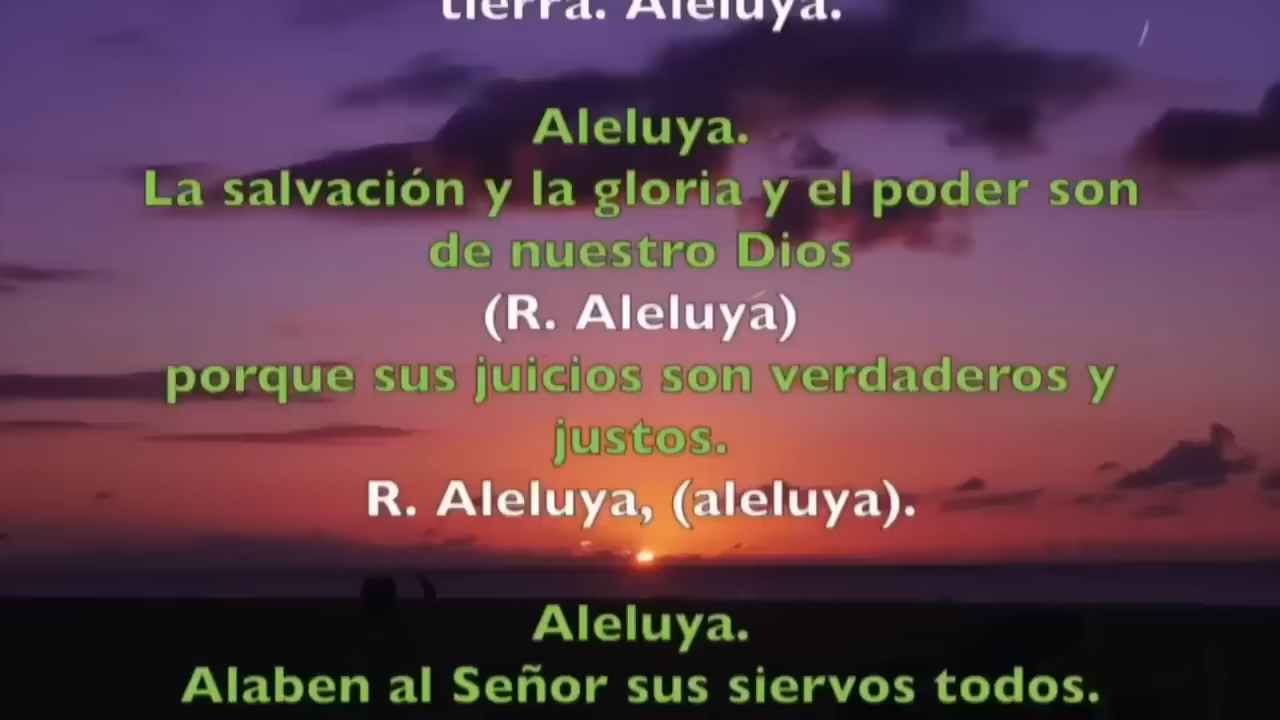 tierra. Aleluya.
Aleluya.
La salvación y la gloria y el poder son
de nuestro Dios
(R. Aleluya)
porque sus juicios son verdaderos y
justos.
R. Aleluya, (aleluya).
Aleluya.
Alaben al Señor sus siervos todos.